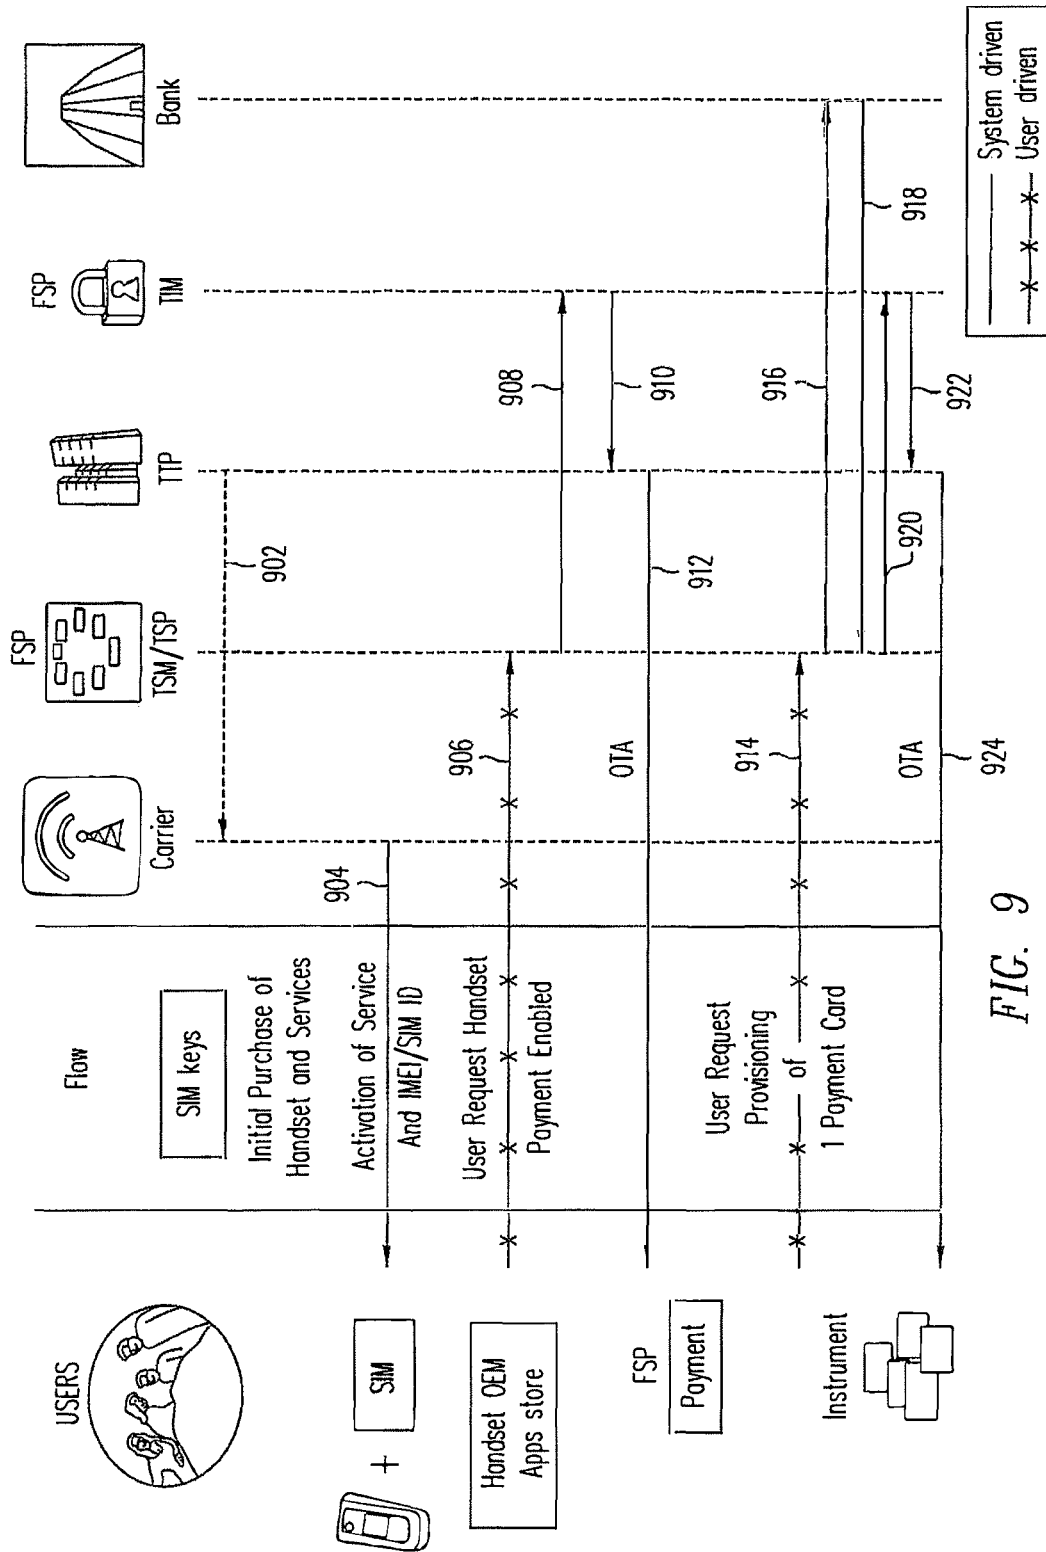 USERS
Flow
FSP
FSP
Carrier
TSM/TSP
TTP
TIM
Bank
SIM keys
902
Initial Purchase of
Handset and Services
SIM
+
Activation of Service
And IMEI/SIM ID
904
Handset OEM
Apps store
User Request Handset
Payment Enabled
906
908
910
FSP
Payment
OTA
912
User Request
Provisioning
of
1 Payment Card
914
916
918
920
Instrument
OTA
922
924
System driven
User driven
FIG. 9